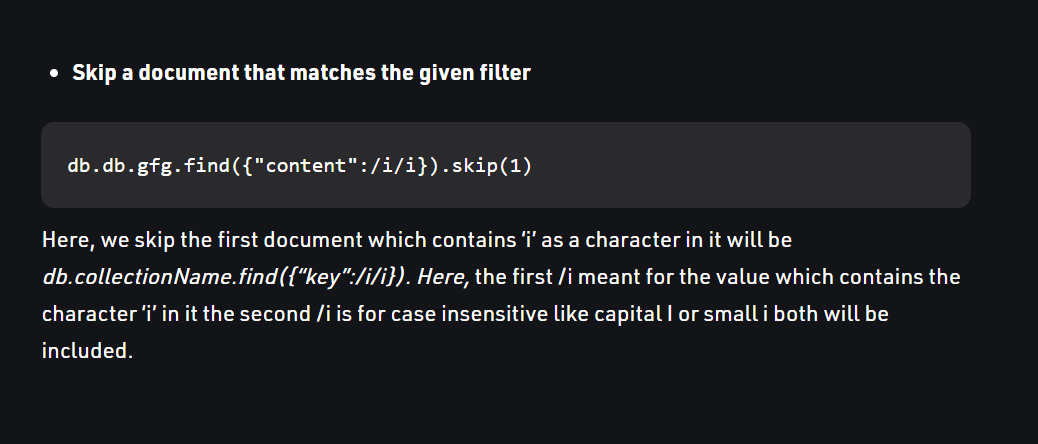 • Skip a document that matches the given filter
db.db.gfg.find({"content":/i/i}).skip(1)
Here, we skip the first document which contains ‘i’ as a character in it will be
db.collectionName.find({“key”:/i/i}). Here, the first /i meant for the value which contains the
character ‘i’ in it the second /i is for case insensitive like capital I or small i both will be
included.